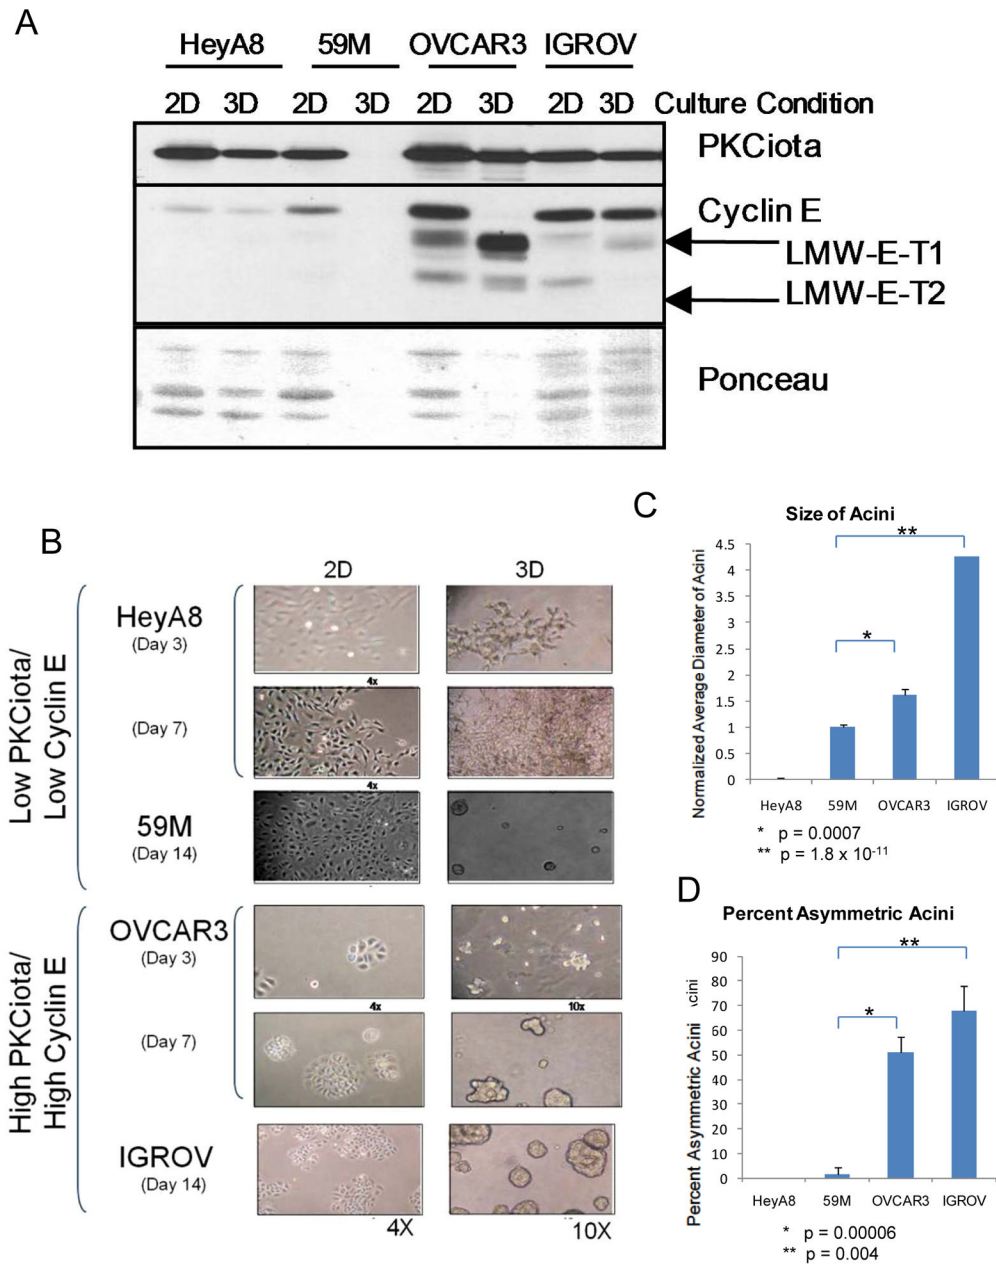 A
HeyA8 59M OVCAR3 IGROV
2D 3D 2D 3D 2D 3D 2D 3D Culture Condition
PKCiota
Cyclin E
LMW-E-T1
LMW-E-T2
Ponceau
B
2D 3D
Low PKCiota/
Low Cyclin E
HeyA8
(Day 3)
4x
(Day 7)
4x
59M
(Day 14)
High PKCiota/
High Cyclin E
OVCAR3
(Day 3)
4x 10x
(Day 7)
IGROV
(Day 14)
4X 10X
C
Size of Acini
Normalized Average Diameter of Acini
4.5
4
3.5
3
2.5
2
1.5
1
0.5
0
**
*
HeyA8 59M OVCAR3 IGROV
* p = 0.0007
** p = 1.8 x 10-11
D
Percent Asymmetric Acini
Percent Asymmetric Acini
90
80
70
60
50
40
30
20
10
0
**
*
HeyA8 59M OVCAR3 IGROV
* p = 0.00006
** p = 0.004